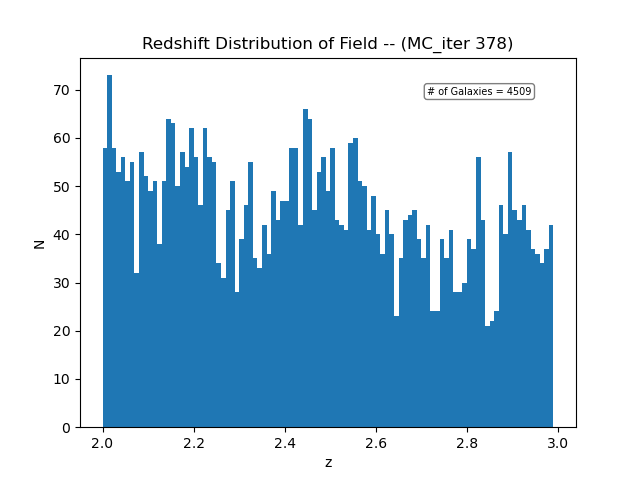 Redshift Distribution of Field -- (MC_iter 378)
# of Galaxies = 4509
70
60
50
40
30
20
10
0
N
2.0 2.2 2.4 2.6 2.8 3.0
z